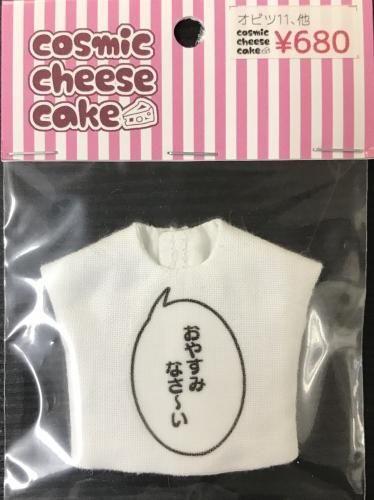 cosmic
cheese
cake
オビツ11、他
cosmic
cheese
cake
¥680
おやすみ
なさ〜い